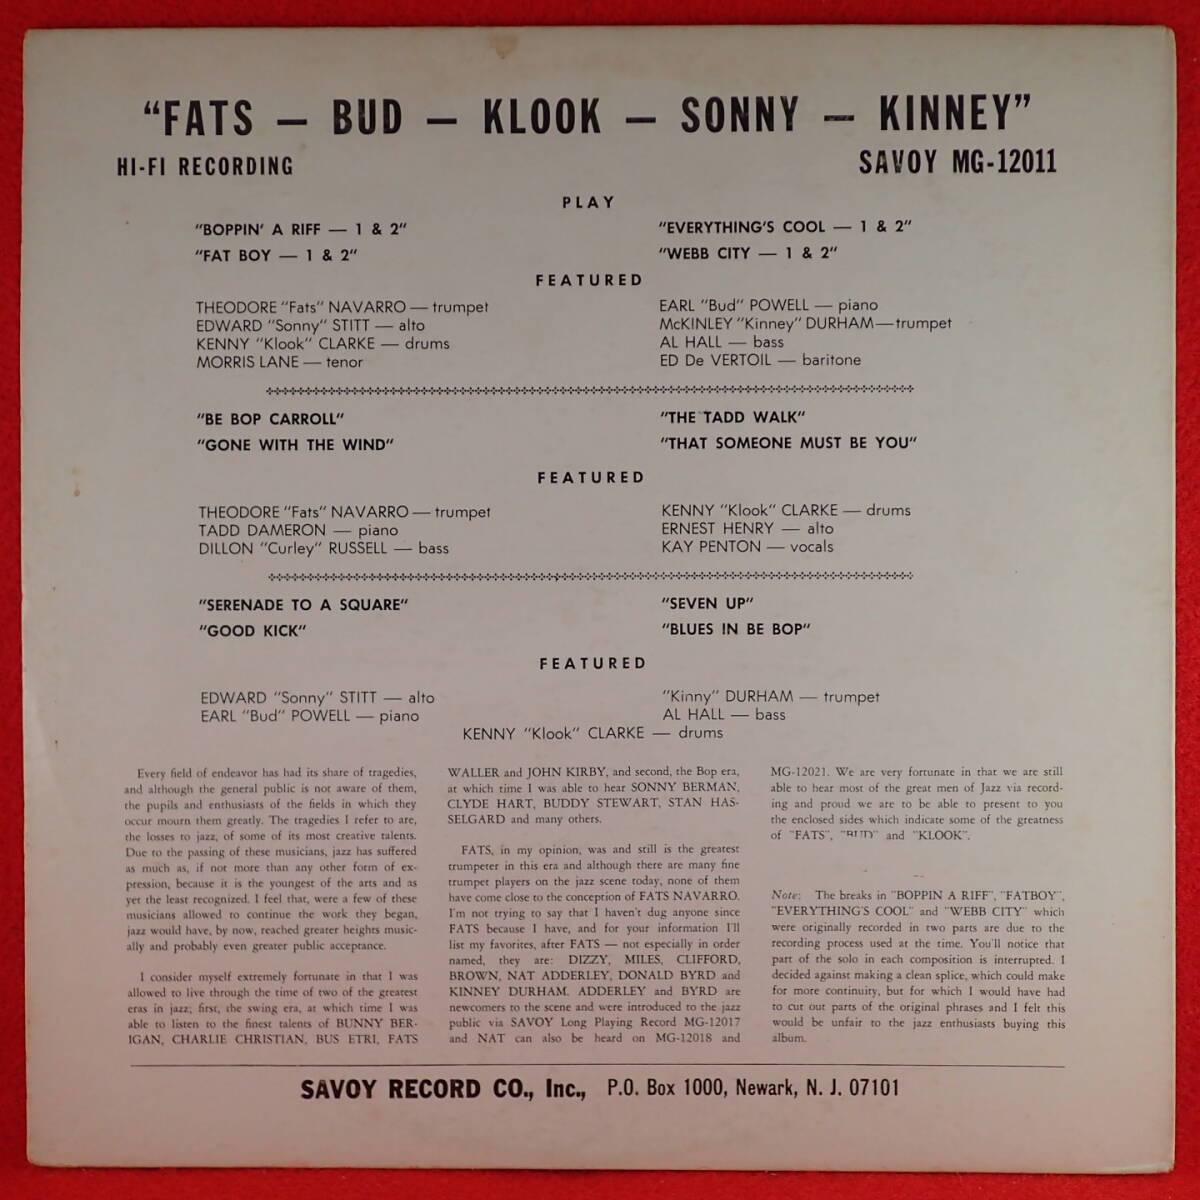 “FATS — BUD — KLOOK — SONNY — KINNEY”
HI-FI RECORDING
SAVOY MG-12011
PLAY
“BOPPIN’ A RIFF — 1 & 2”
“FAT BOY — 1 & 2”
“EVERYTHING’S COOL — 1 & 2”
“WEBB CITY — 1 & 2”
FEATURED
THEODORE “Fats” NAVARRO — trumpet
EDWARD “Sonny” STITT — alto
KENNY “Klook” CLARKE — drums
MORRIS LANE — tenor
EARL “Bud” POWELL — piano
McKINLEY “Kinney” DURHAM — trumpet
AL HALL — bass
ED De VERTOIL — baritone
“BE BOP CARROLL”
“GONE WITH THE WIND”
“THE TADD WALK”
“THAT SOMEONE MUST BE YOU”
FEATURED
THEODORE “Fats” NAVARRO — trumpet
TADD DAMERON — piano
DILLON “Curley” RUSSELL — bass
KENNY “Klook” CLARKE — drums
ERNEST HENRY — alto
KAY PENTON — vocals
“SERENADE TO A SQUARE”
“GOOD KICK”
“SEVEN UP”
“BLUES IN BE BOP”
FEATURED
EDWARD “Sonny” STITT — alto
EARL “Bud” POWELL — piano
“Kinny” DURHAM — trumpet
AL HALL — bass
KENNY “Klook” CLARKE — drums
Every field of endeavor has had its share of tragedies,
and although the general public is not aware of them,
the pupils and enthusiasts of the fields in which they
occur mourn them greatly. The tragedies I refer to are,
the losses to jazz, of some of its most creative talents.
Due to the passing of these musicians, jazz has suffered
as much as, if not more than any other form of ex-
pression, because it is the youngest of the arts and as
yet the least recognized. I feel that, were a few of these
musicians allowed to continue the work they began,
jazz would have, by now, reached greater heights music-
ally and probably even greater public acceptance.
I consider myself extremely fortunate in that I was
allowed to live through the time of two of the greatest
eras in jazz; first, the swing era, at which time I was
able to listen to the finest talents of BUNNY BER-
IGAN, CHARLIE CHRISTIAN, BUS ETRI, FATS
WALLER and JOHN KIRBY, and second, the Bop era,
at which time I was able to hear SONNY BERMAN,
CLYDE HART, BUDDY STEWART, STAN HAS-
SELGARD and many others.
FATS, in my opinion, was and still is the greatest
trumpeter in this era and although there are many fine
trumpet players on the jazz scene today, none of them
have come close to the conception of FATS NAVARRO.
I'm not trying to say that I haven't dug anyone since
FATS because I have, and for your information I'll
list my favorites, after FATS — not especially in order
named, they are: DIZZY, MILES, CLIFFORD,
BROWN, NAT ADDERLEY, DONALD BYRD and
KINNEY DURHAM. ADDERLEY and BYRD are
newcomers to the scene and were introduced to the jazz
public via SAVOY Long Playing Record MG-12017
and NAT can also be heard on MG-12018 and
MG-12021. We are very fortunate in that we are still
able to hear most of the great men of Jazz via record-
ing and proud we are to be able to present to you
the enclosed sides which indicate some of the greatness
of "FATS", "BUD" and "KLOOK".
Note: The breaks in "BOPPIN A RIFF", "FATBOY",
"EVERYTHING'S COOL" and "WEBB CITY" which
were originally recorded in two parts are due to the
recording process used at the time. You'll notice that
part of the solo in each composition is interrupted. I
decided against making a clean splice, which could make
for more continuity, but for which I would have had
to cut out parts of the original phrases and I felt this
would be unfair to the jazz enthusiasts buying this
album.
SAVOY RECORD CO., Inc., P.O. Box 1000, Newark, N. J. 07101